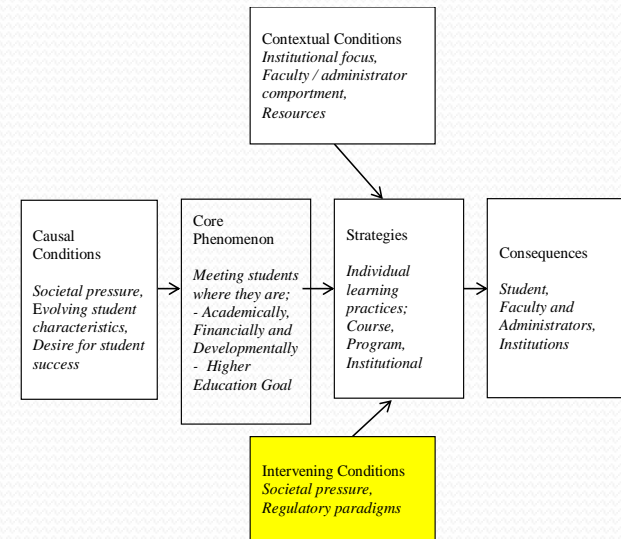 Contextual Conditions
Institutional focus,
Faculty / administrator
comportment,
Resources
Causal
Conditions
Societal pressure,
Evolving student
characteristics,
Desire for student
success
Core
Phenomenon
Meeting students
where they are;
- Academically,
Financially and
Developmentally
- Higher
Education Goal
Strategies
Individual
learning
practices;
Course,
Program,
Institutional
Consequences
Student,
Faculty and
Administrators,
Institutions
Intervening Conditions
Societal pressure,
Regulatory paradigms